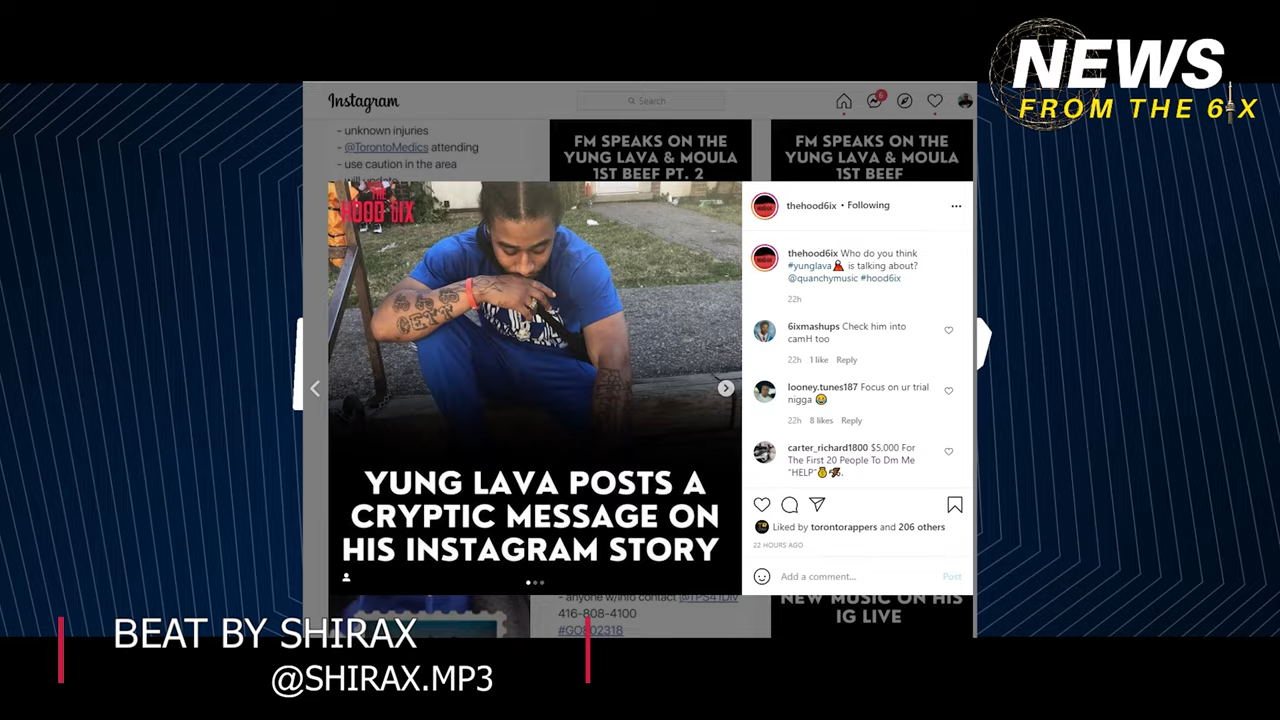 NEWS
FROM THE 6IX
Instagram
Search
6
- unknown injuries
- @TorontoMedics attending
- use caution in the area
- will update
FM SPEAKS ON THE
YUNG LAVA & MOULA
1ST BEEF PT. 2
FM SPEAKS ON THE
YUNG LAVA & MOULA
1ST BEEF
THE
HOOD 6IX
GETT
YUNG LAVA POSTS A
CRYPTIC MESSAGE ON
HIS INSTAGRAM STORY
thehood6ix • Following
thehood6ix Who do you think
#yunglava🌋 is talking about?
@quanchymusic #hood6ix
22h
6ixmashups Check him into
camH too
22h 1 like Reply
looney.tunes187 Focus on ur trial
nigga 😂
22h 8 likes Reply
carter_richard1800 $5,000 For
The First 20 People To Dm Me
"HELP"💰
Liked by torontorappers and 206 others
22 HOURS AGO
Add a comment...
Post
- anyone w/info contact @TPS41Div
416-808-4100
#GO802318
NEW MUSIC ON HIS
IG LIVE
BEAT BY SHIRAX
@SHIRAX.MP3